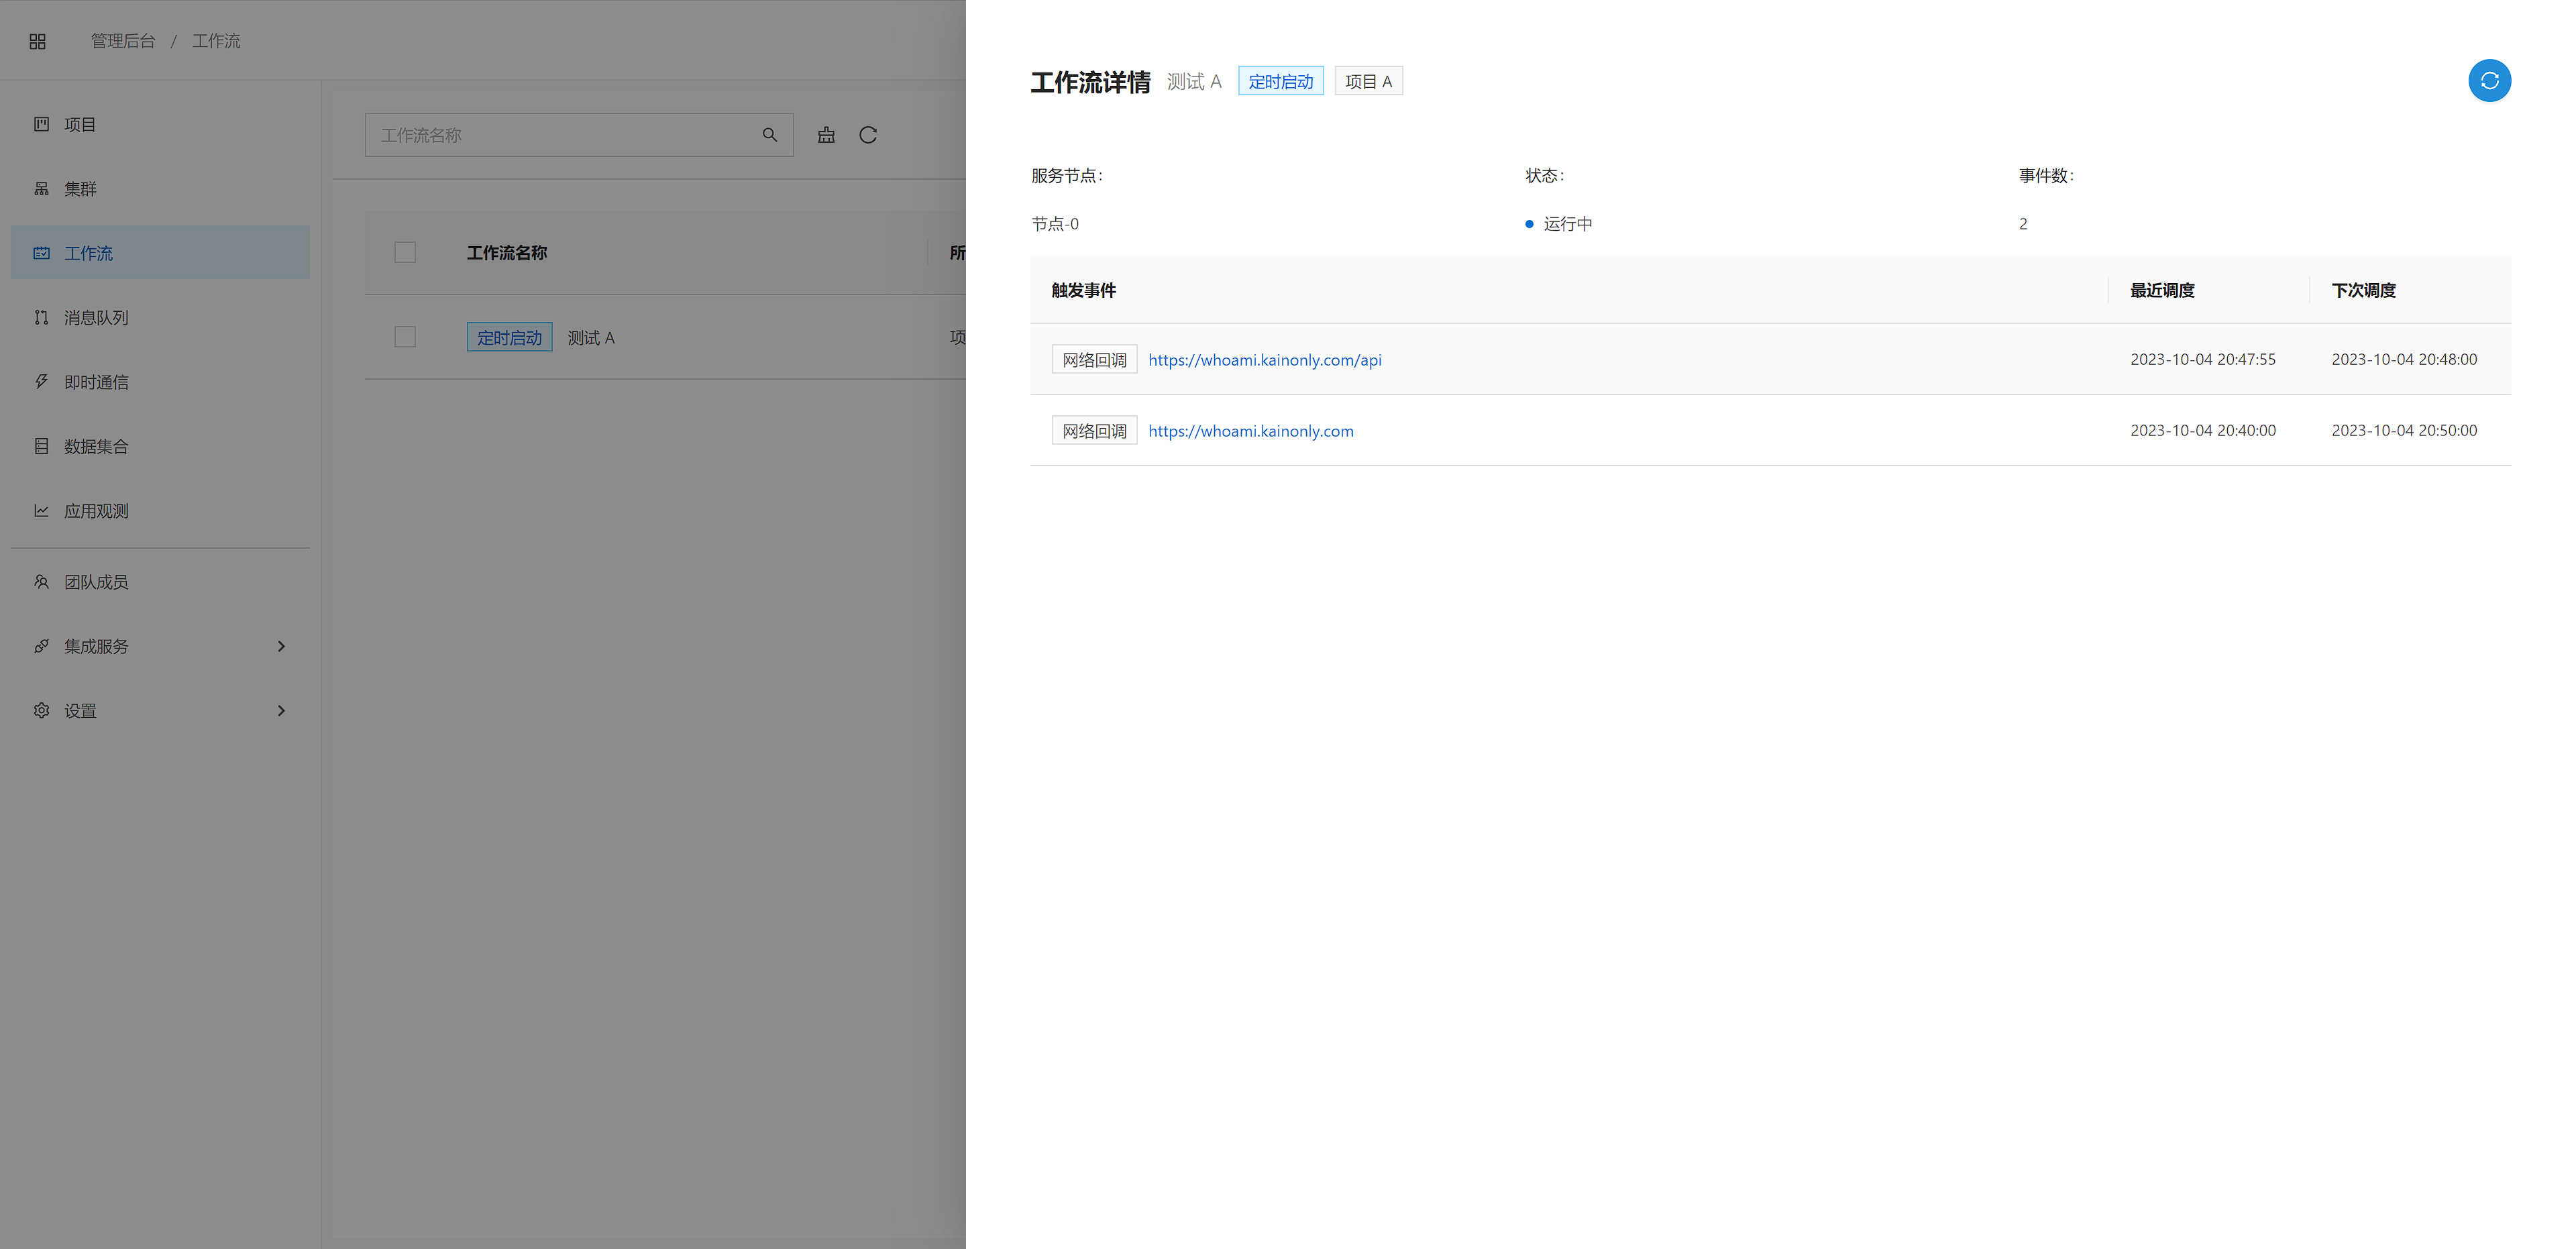 管理后台 / 工作流
项目
集群
工作流
消息队列
即时通信
数据集合
应用观测
团队成员
集成服务
设置
工作流名称
工作流名称 所
定时启动 测试 A 项
工作流详情 测试 A 定时启动 项目 A
服务节点: 状态: 事件数:
节点-0 运行中 2
触发事件 最近调度 下次调度
网络回调 https://whoami.kainonly.com/api 2023-10-04 20:47:55 2023-10-04 20:48:00
网络回调 https://whoami.kainonly.com 2023-10-04 20:40:00 2023-10-04 20:50:00